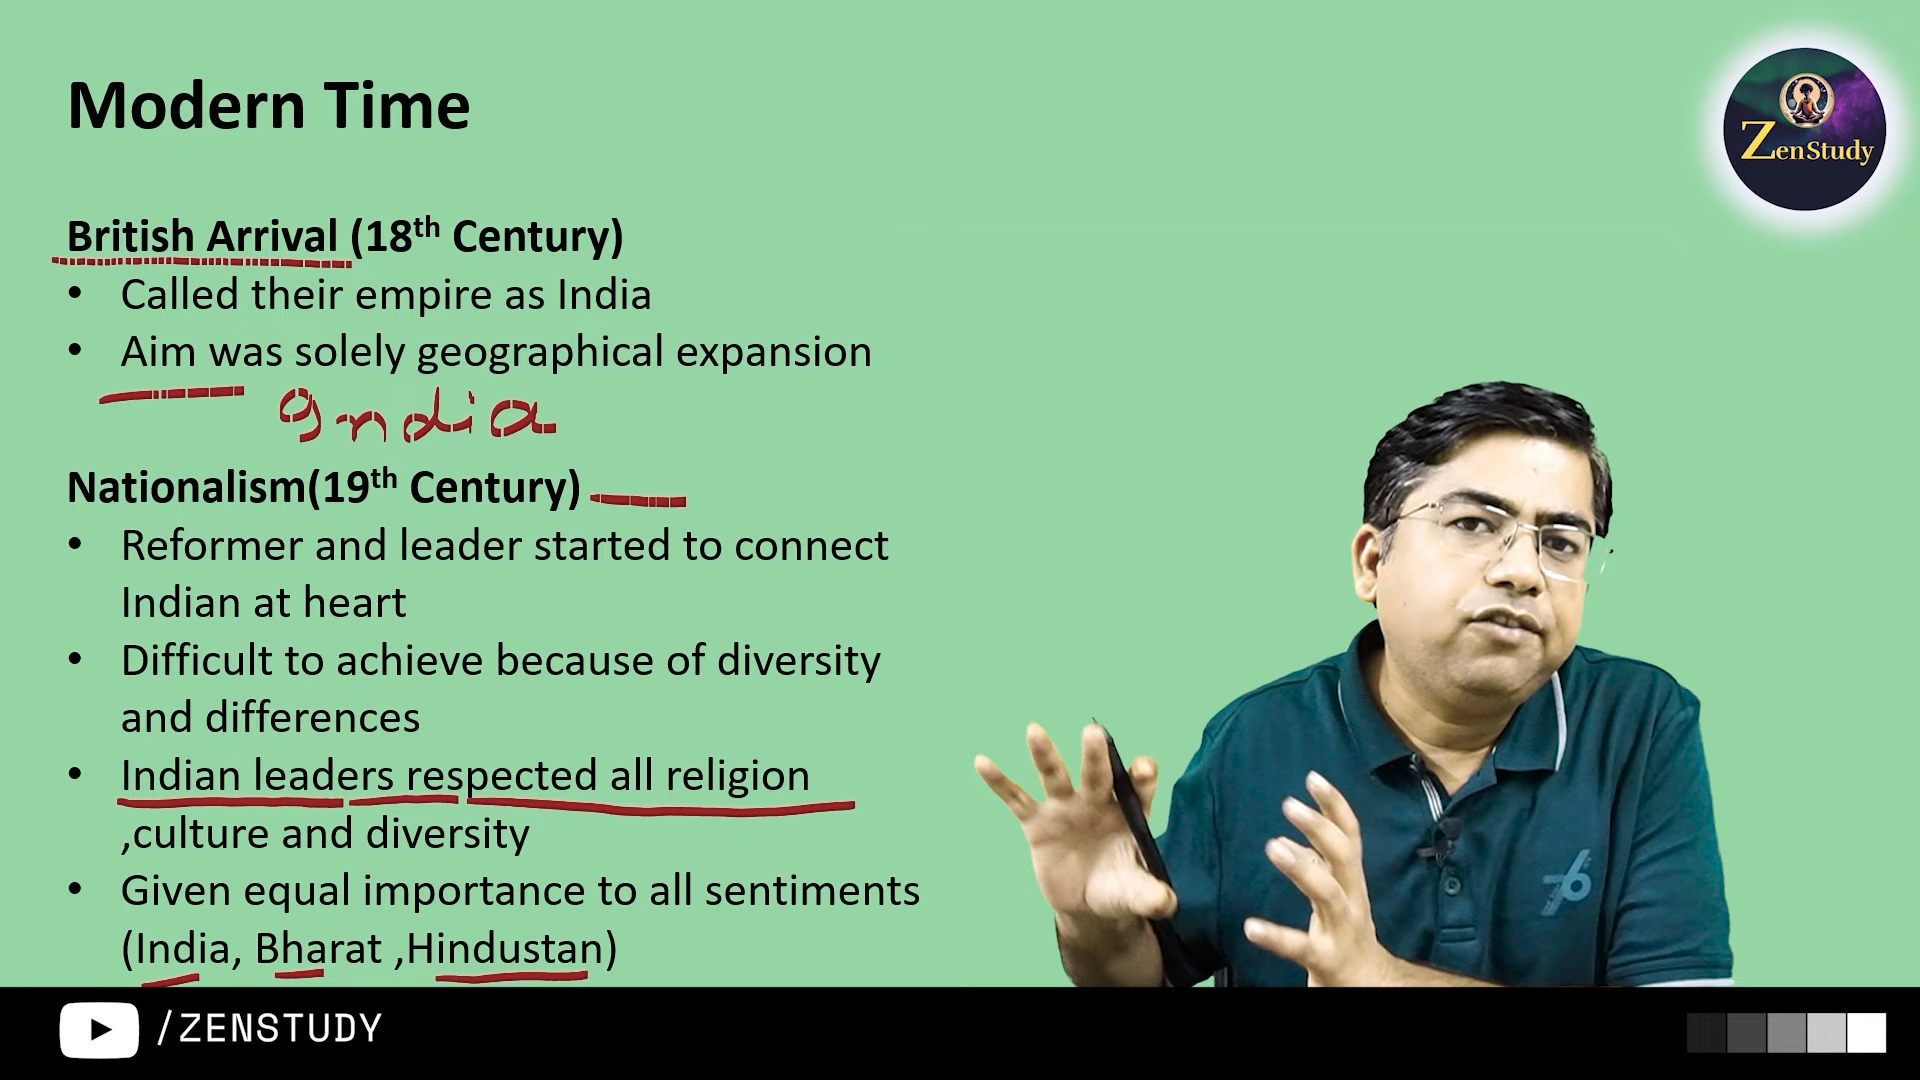 Modern Time
ZenStudy
British Arrival (18th Century)
• Called their empire as India
• Aim was solely geographical expansion
India
Nationalism(19th Century)
• Reformer and leader started to connect
Indian at heart
• Difficult to achieve because of diversity
and differences
• Indian leaders respected all religion
,culture and diversity
• Given equal importance to all sentiments
(India, Bharat ,Hindustan)
76
/ZENSTUDY